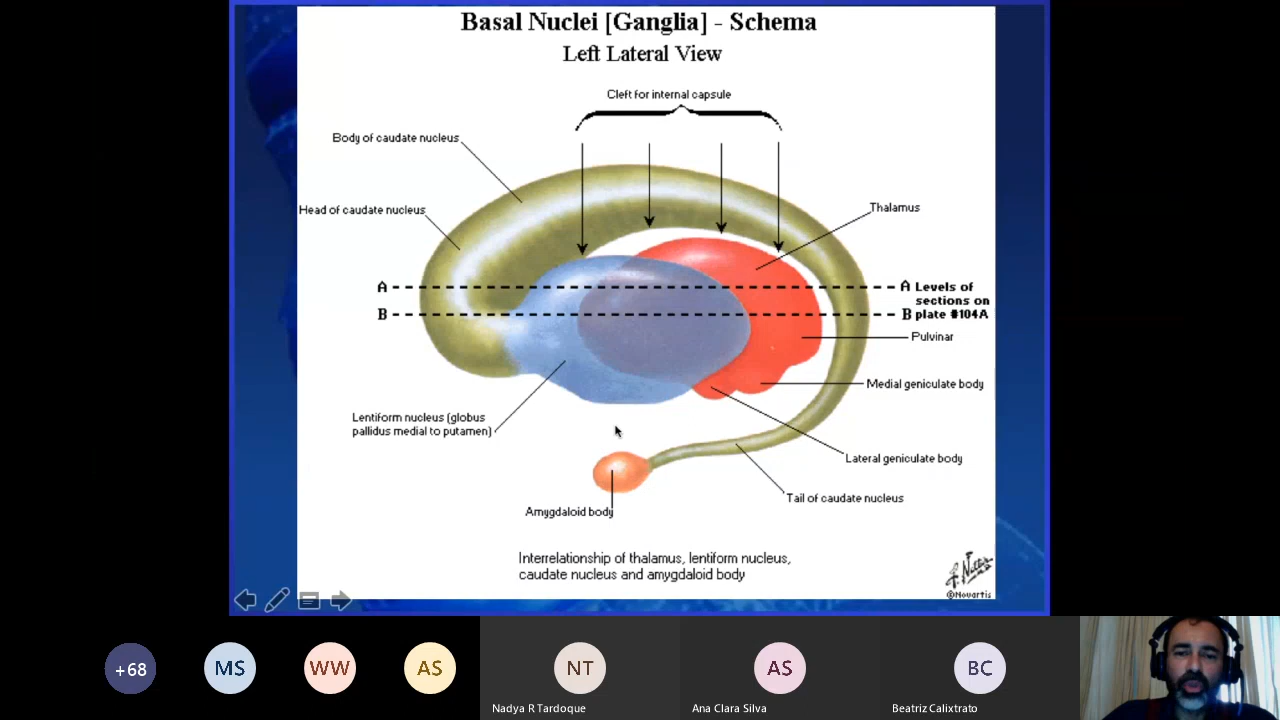 Basal Nuclei [Ganglia] - Schema
Left Lateral View
Cleft for internal capsule
Body of caudate nucleus
Head of caudate nucleus
Thalamus
A
A Levels of
sections on
B
B plate #104A
Pulvinar
Medial geniculate body
Lentiform nucleus (globus
pallidus medial to putamen)
Lateral geniculate body
Tail of caudate nucleus
Amygdaloid body
Interrelationship of thalamus, lentiform nucleus,
caudate nucleus and amygdaloid body
©Novartis
+68
MS
WW
AS
NT
AS
BC
Nadya R Tardoque
Ana Clara Silva
Beatriz Calixtrato